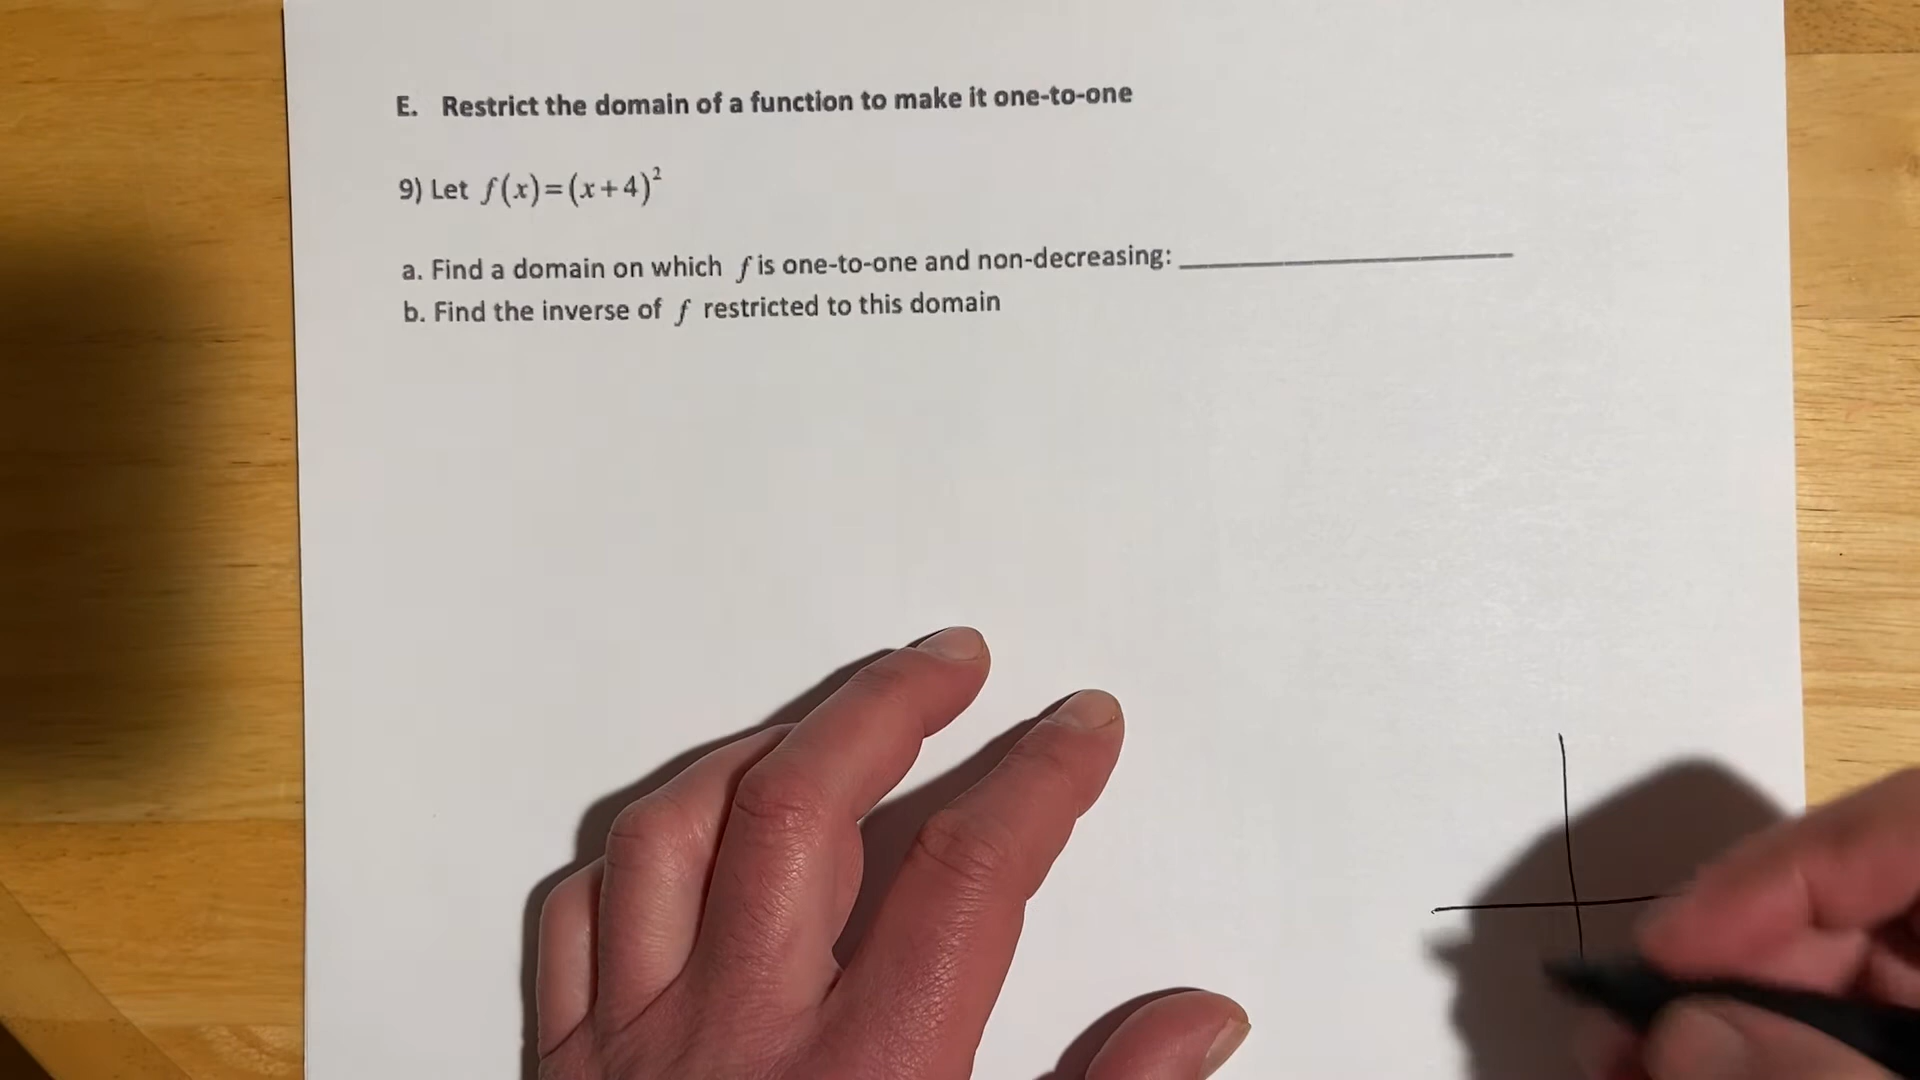 E. Restrict the domain of a function to make it one-to-one
9) Let f(x)=(x+4)²
a. Find a domain on which f is one-to-one and non-decreasing: ____________________
b. Find the inverse of f restricted to this domain